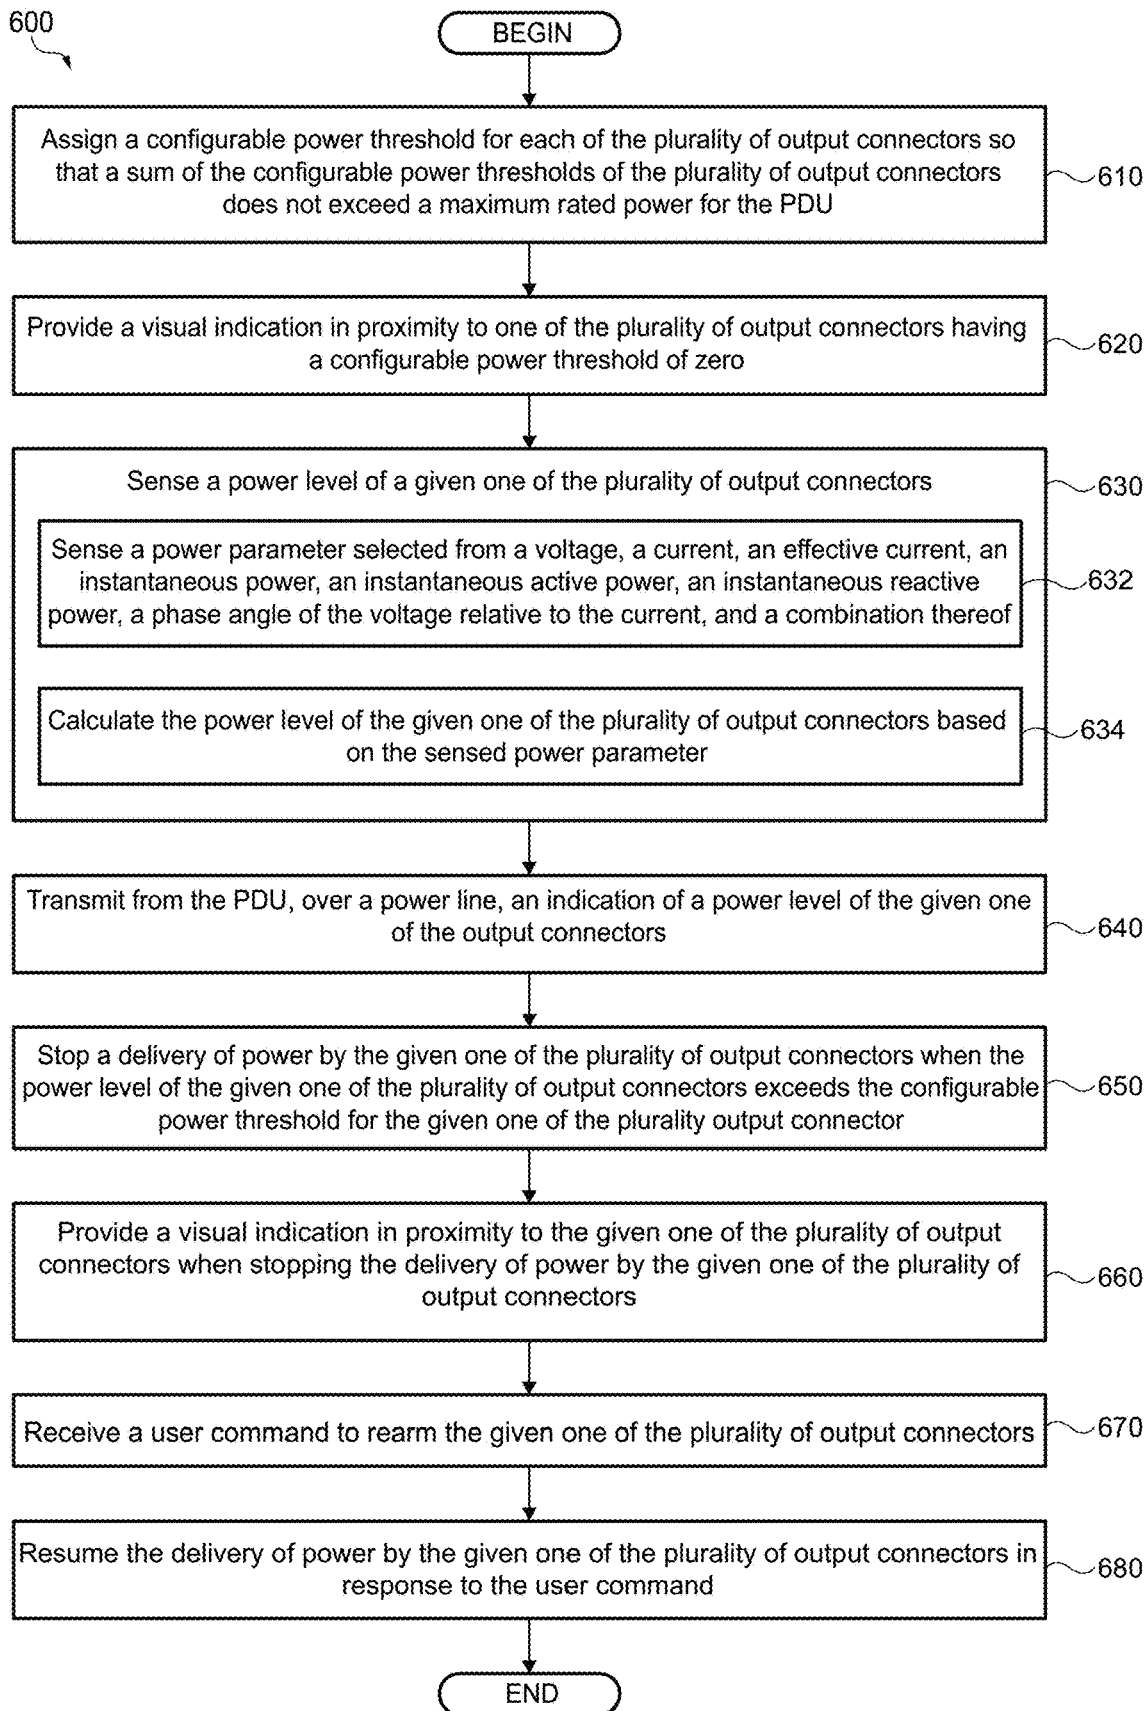 600
BEGIN
Assign a configurable power threshold for each of the plurality of output connectors so
that a sum of the configurable power thresholds of the plurality of output connectors
does not exceed a maximum rated power for the PDU
610
Provide a visual indication in proximity to one of the plurality of output connectors having
a configurable power threshold of zero
620
Sense a power level of a given one of the plurality of output connectors
630
Sense a power parameter selected from a voltage, a current, an effective current, an
instantaneous power, an instantaneous active power, an instantaneous reactive
power, a phase angle of the voltage relative to the current, and a combination thereof
632
Calculate the power level of the given one of the plurality of output connectors based
on the sensed power parameter
634
Transmit from the PDU, over a power line, an indication of a power level of the given one
of the output connectors
640
Stop a delivery of power by the given one of the plurality of output connectors when the
power level of the given one of the plurality of output connectors exceeds the configurable
power threshold for the given one of the plurality output connector
650
Provide a visual indication in proximity to the given one of the plurality of output
connectors when stopping the delivery of power by the given one of the plurality of
output connectors
660
Receive a user command to rearm the given one of the plurality of output connectors
670
Resume the delivery of power by the given one of the plurality of output connectors in
response to the user command
680
END